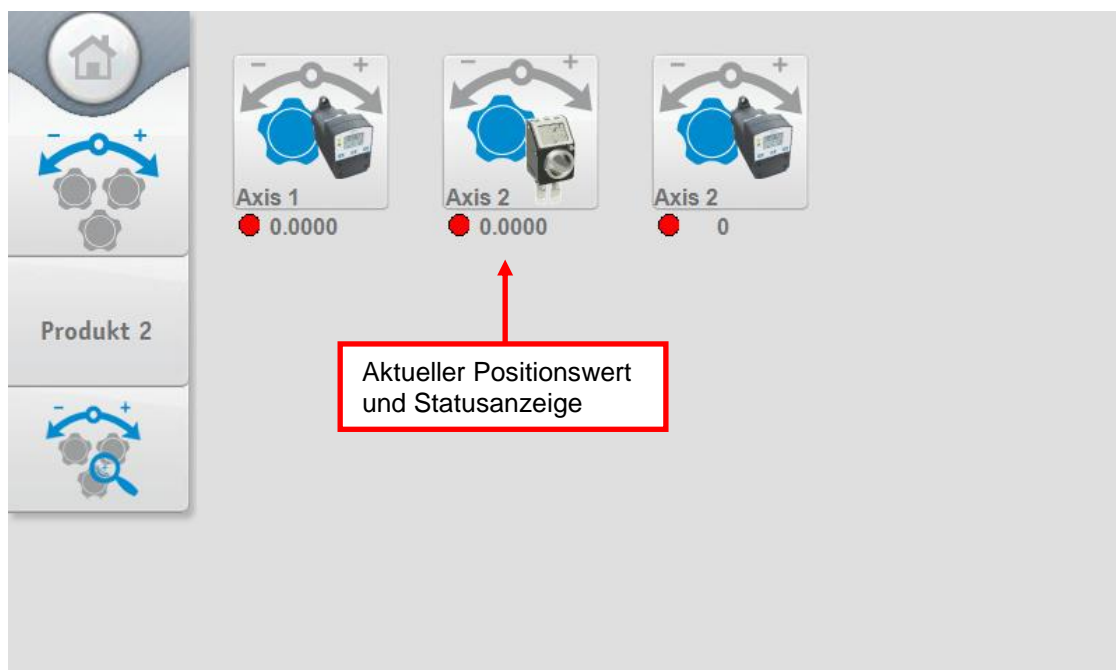 - +
- +
- +
- +
Axis 1
Axis 2
Axis 2
0.0000
0.0000
0
Produkt 2
Aktueller Positionswert
und Statusanzeige
- +